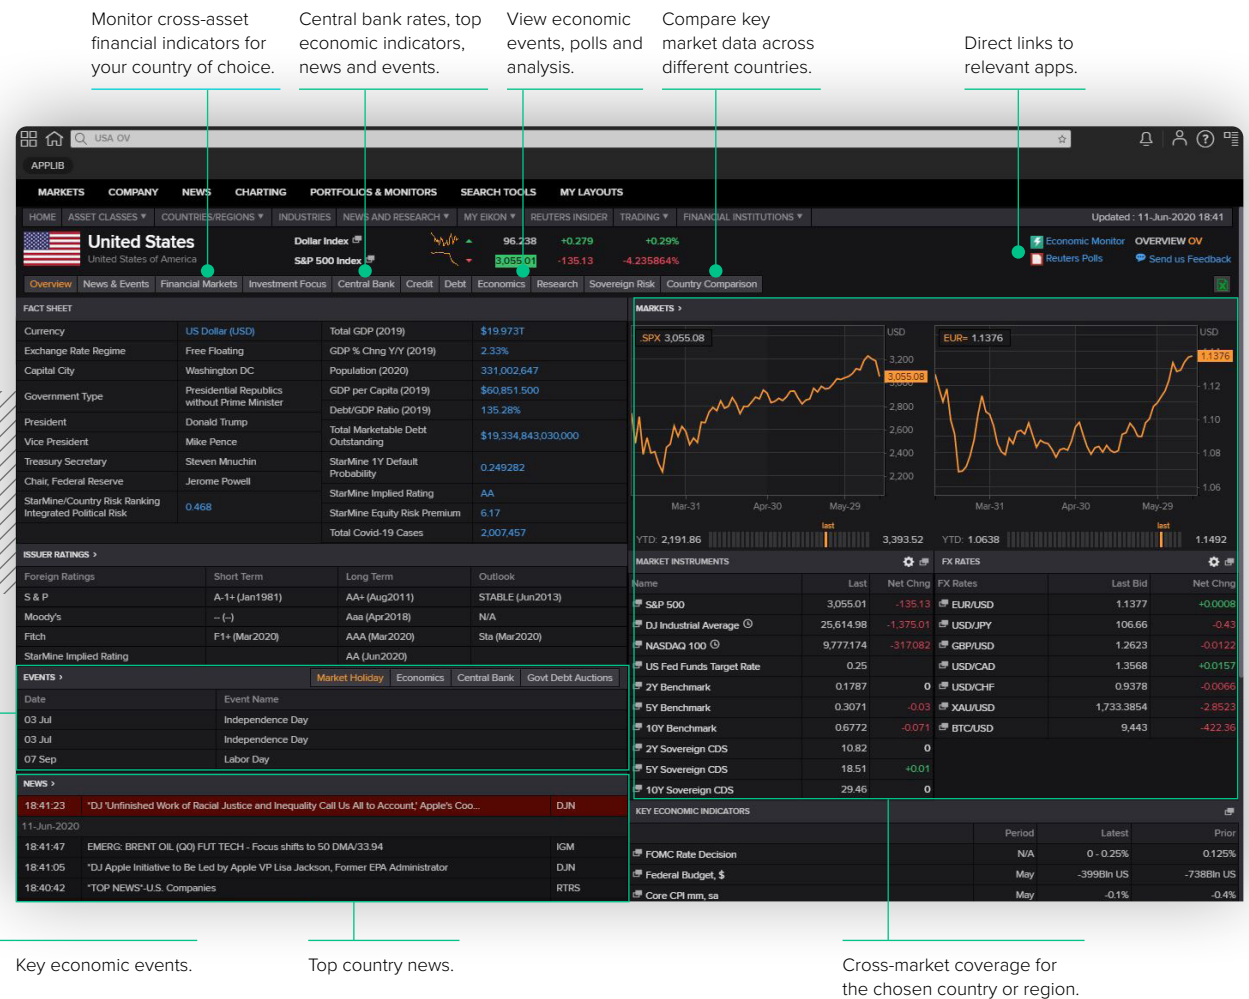 Monitor cross-asset
financial indicators for
your country of choice.
Central bank rates, top
economic indicators,
news and events.
View economic
events, polls and
analysis.
Compare key
market data across
different countries.
Direct links to
relevant apps.
USA OV
APPLIB
MARKETS COMPANY NEWS CHARTING PORTFOLIOS & MONITORS SEARCH TOOLS MY LAYOUTS
HOME ASSET CLASSES ▼ COUNTRIES/REGIONS ▼ INDUSTRIES NEWS AND RESEARCH ▼ MY EIKON ▼ REUTERS INSIDER TRADING ▼ FINANCIAL INSTITUTIONS ▼ Updated : 11-Jun-2020 18:41
United States
United States of America
Dollar Index 96.238 +0.279 +0.29%
S&P 500 Index 3,055.01 -135.13 -4.235864%
Economic Monitor OVERVIEW OV
Reuters Polls Send us Feedback
Overview News & Events Financial Markets Investment Focus Central Bank Credit Debt Economics Research Sovereign Risk Country Comparison
FACT SHEET
Currency US Dollar (USD)
Exchange Rate Regime Free Floating
Capital City Washington DC
Government Type Presidential Republics
without Prime Minister
President Donald Trump
Vice President Mike Pence
Treasury Secretary Steven Mnuchin
Chair, Federal Reserve Jerome Powell
StarMine/Country Risk Ranking
Integrated Political Risk 0.468
Total GDP (2019) $19.973T
GDP % Chng Y/Y (2019) 2.33%
Population (2020) 331,002,647
GDP per Capita (2019) $60,851.500
Debt/GDP Ratio (2019) 135.28%
Total Marketable Debt
Outstanding $19,334,843,030,000
StarMine 1Y Default
Probability 0.249282
StarMine Implied Rating AA
StarMine Equity Risk Premium 6.17
Total Covid-19 Cases 2,007,457
ISSUER RATINGS >
Foreign Ratings Short Term Long Term Outlook
S & P A-1+ (Jan1981) AA+ (Aug2011) STABLE (Jun2013)
Moody's -- (--) Aaa (Apr2018) N/A
Fitch F1+ (Mar2020) AAA (Mar2020) Sta (Mar2020)
StarMine Implied Rating AA (Jun2020)
EVENTS > Market Holiday Economics Central Bank Govt Debt Auctions
Date Event Name
03 Jul Independence Day
03 Jul Independence Day
07 Sep Labor Day
NEWS >
18:41:23 *DJ 'Unfinished Work of Racial Justice and Inequality Call Us All to Account,' Apple's Coo... DJN
11-Jun-2020
18:41:47 EMERG: BRENT OIL (Q0) FUT TECH - Focus shifts to 50 DMA/33.94 IGM
18:41:05 *DJ Apple Initiative to Be Led by Apple VP Lisa Jackson, Former EPA Administrator DJN
18:40:42 *TOP NEWS*-U.S. Companies RTRS
MARKETS >
.SPX 3,055.08
USD
3,200
3,055.08
2,800
2,600
2,400
2,200
Mar-31 Apr-30 May-29
last
YTD: 2,191.86 3,393.52
EUR= 1.1376
USD
1.1376
1.12
1.10
1.08
1.06
Mar-31 Apr-30 May-29
last
YTD: 1.0638 1.1492
MARKET INSTRUMENTS
Name Last Net Chng
S&P 500 3,055.01 -135.13
DJ Industrial Average 25,614.98 -1,375.01
NASDAQ 100 9,777.174 -317.082
US Fed Funds Target Rate 0.25
2Y Benchmark 0.1787 0
5Y Benchmark 0.3071 -0.03
10Y Benchmark 0.6772 -0.071
2Y Sovereign CDS 10.82 0
5Y Sovereign CDS 18.51 +0.01
10Y Sovereign CDS 29.46 0
FX RATES
FX Rates Last Bid Net Chng
EUR/USD 1.1377 +0.0008
USD/JPY 106.66 -0.43
GBP/USD 1.2623 -0.0122
USD/CAD 1.3568 +0.0157
USD/CHF 0.9378 -0.0066
XAU/USD 1,733.3854 -2.8523
BTC/USD 9,443 -422.36
KEY ECONOMIC INDICATORS
Period Latest Prior
FOMC Rate Decision N/A 0 - 0.25% 0.125%
Federal Budget, $ May -399Bln US -738Bln US
Core CPI mm, sa May -0.1% -0.4%
Key economic events.
Top country news.
Cross-market coverage for
the chosen country or region.